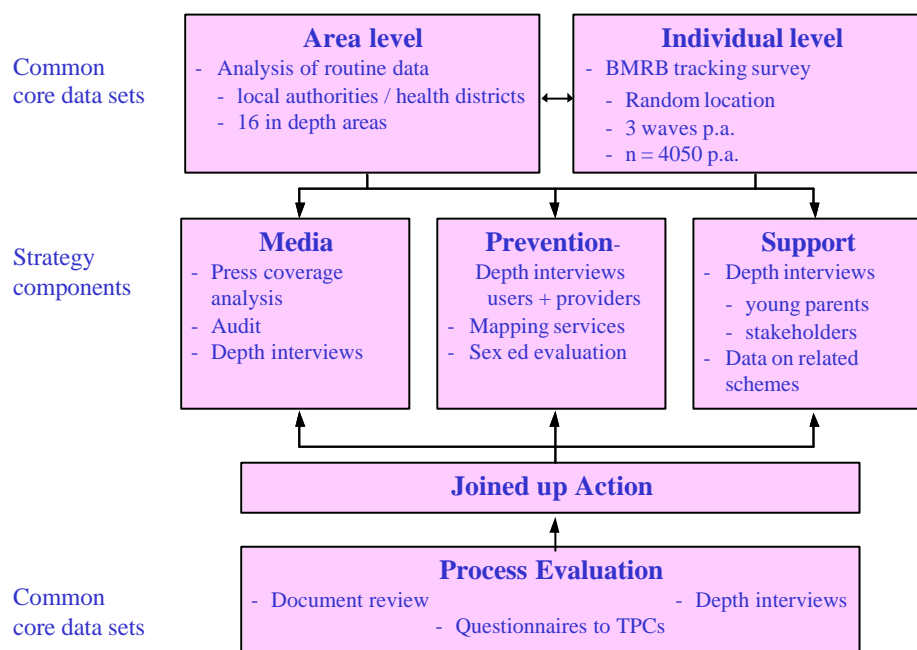 Common
core data sets
Area level
- Analysis of routine data
- local authorities / health districts
- 16 in depth areas
Individual level
- BMRB tracking survey
- Random location
- 3 waves p.a.
- n = 4050 p.a.
Strategy
components
Media
- Press coverage
analysis
- Audit
- Depth interviews
Prevention-
Depth interviews
users + providers
- Mapping services
- Sex ed evaluation
Support
- Depth interviews
- young parents
- stakeholders
- Data on related
schemes
Joined up Action
Common
core data sets
Process Evaluation
- Document review
- Depth interviews
- Questionnaires to TPCs